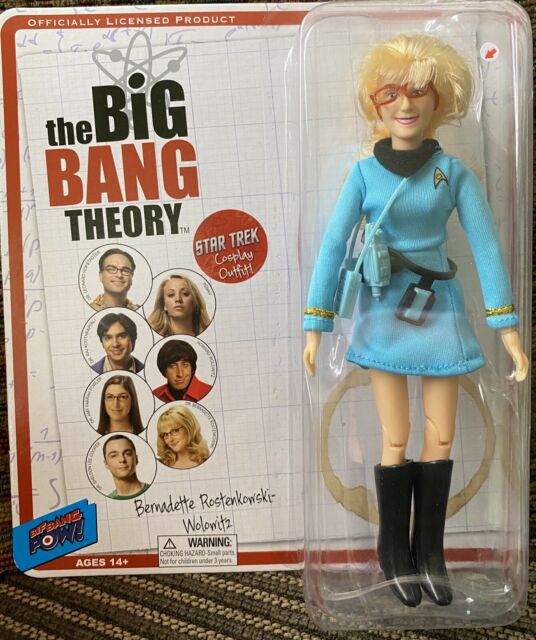 OFFICIALLY LICENSED PRODUCT
the BIG
BANG
THEORY™
STAR TREK
Cosplay
Outfit!
Bernadette Rostenkowski-
Wolowitz
BIF BANG
POW!
AGES 14+
WARNING:
CHOKING HAZARD-Small parts.
Not for children under 3 years.